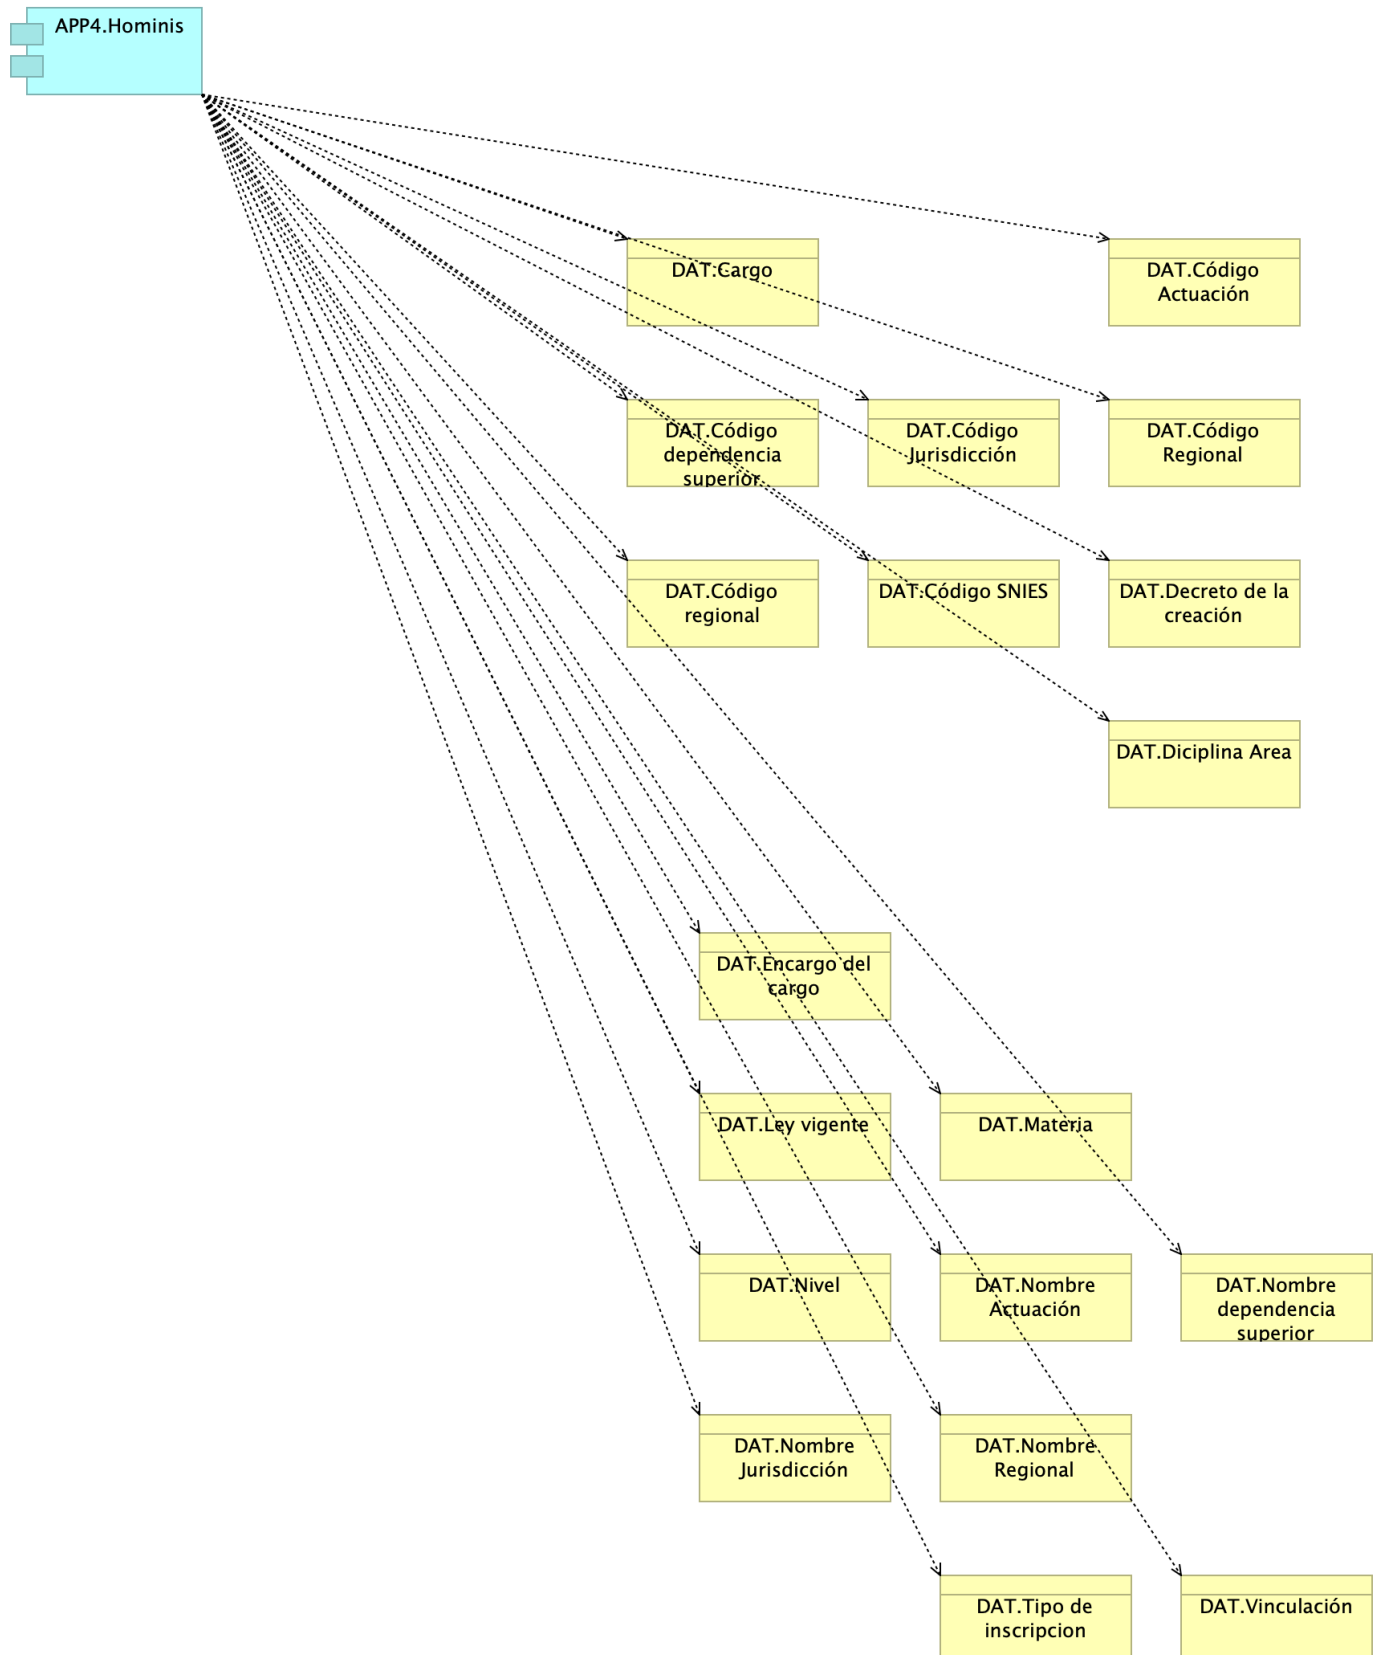 APP4.Hominis
DAT.Cargo
DAT.Código
Actuación
DAT.Código
dependencia
superior
DAT.Código
Jurisdicción
DAT.Código
Regional
DAT.Código
regional
DAT.Código SNIES
DAT.Decreto de la
creación
DAT.Diciplina Area
DAT.Encargo del
cargo
DAT.Ley vigente
DAT.Materia
DAT.Nivel
DAT.Nombre
Actuación
DAT.Nombre
dependencia
superior
DAT.Nombre
Jurisdicción
DAT.Nombre
Regional
DAT.Tipo de
inscripcion
DAT.Vinculación